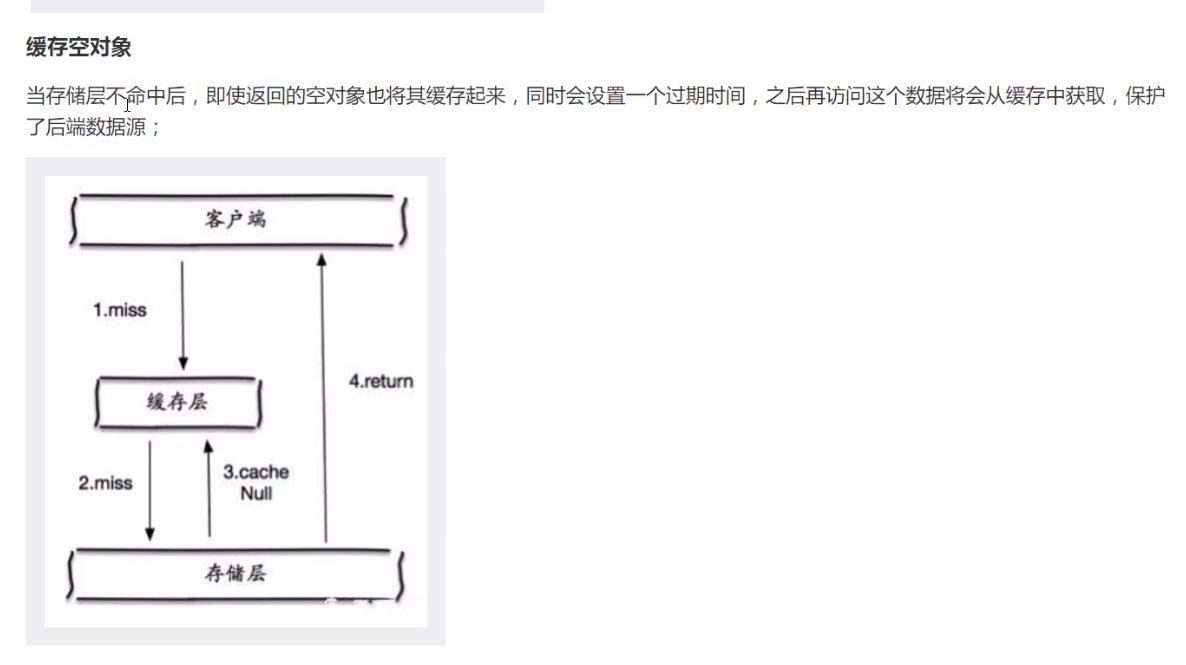 缓存空对象
当存储层不命中后，即使返回的空对象也将其缓存起来，同时会设置一个过期时间，之后再访问这个数据将会从缓存中获取，保护
了后端数据源；
客户端
1.miss
4.return
缓存层
2.miss
3.cache
Null
存储层